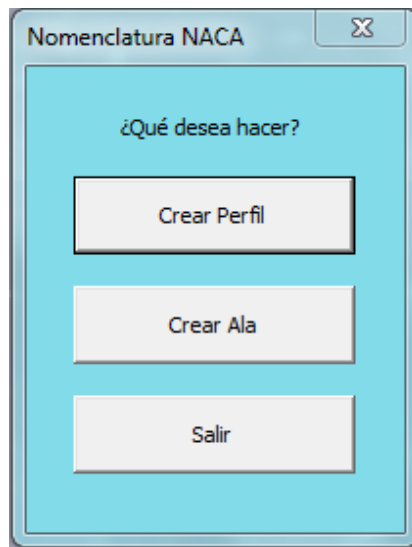 Nomenclatura NACA
¿Qué desea hacer?
Crear Perfil
Crear Ala
Salir